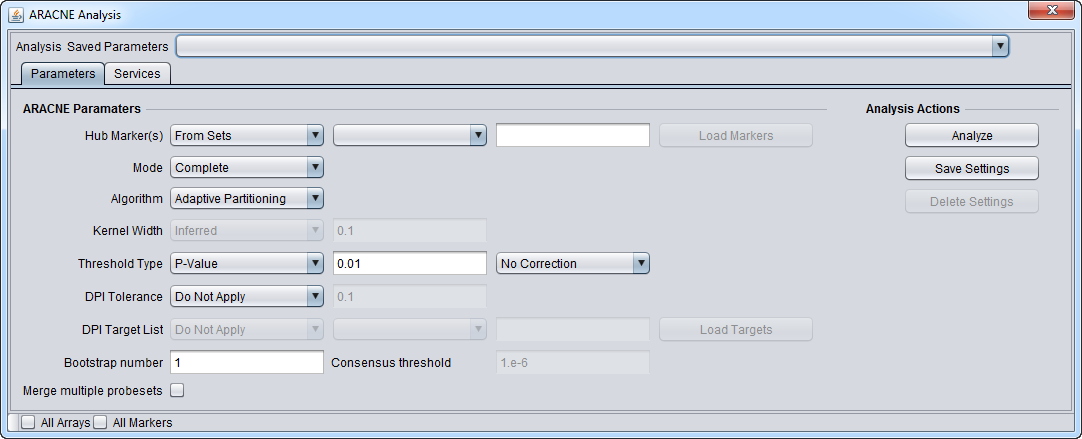 ARACNE Analysis
Analysis Saved Parameters
Parameters Services
ARACNE Paramaters Analysis Actions
Hub Marker(s) From Sets Load Markers Analyze
Mode Complete Save Settings
Algorithm Adaptive Partitioning Delete Settings
Kernel Width Inferred 0.1
Threshold Type P-Value 0.01 No Correction
DPI Tolerance Do Not Apply 0.1
DPI Target List Do Not Apply Load Targets
Bootstrap number 1 Consensus threshold 1.e-6
Merge multiple probesets
All Arrays All Markers